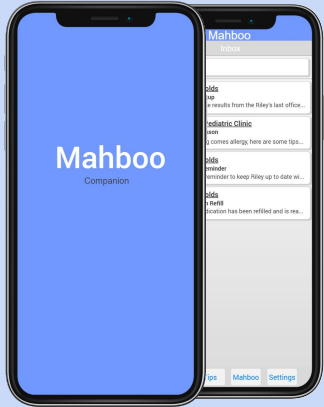 Mahboo
Companion
Mahboo
Inbox
olds
up
e results from the Riley's last office...
ediatric Clinic
son
g comes allergy, here are some tips...
olds
eminder
eminder to keep Riley up to date wi...
olds
n Refill
dication has been refilled and is rea...
ips Mahboo Settings